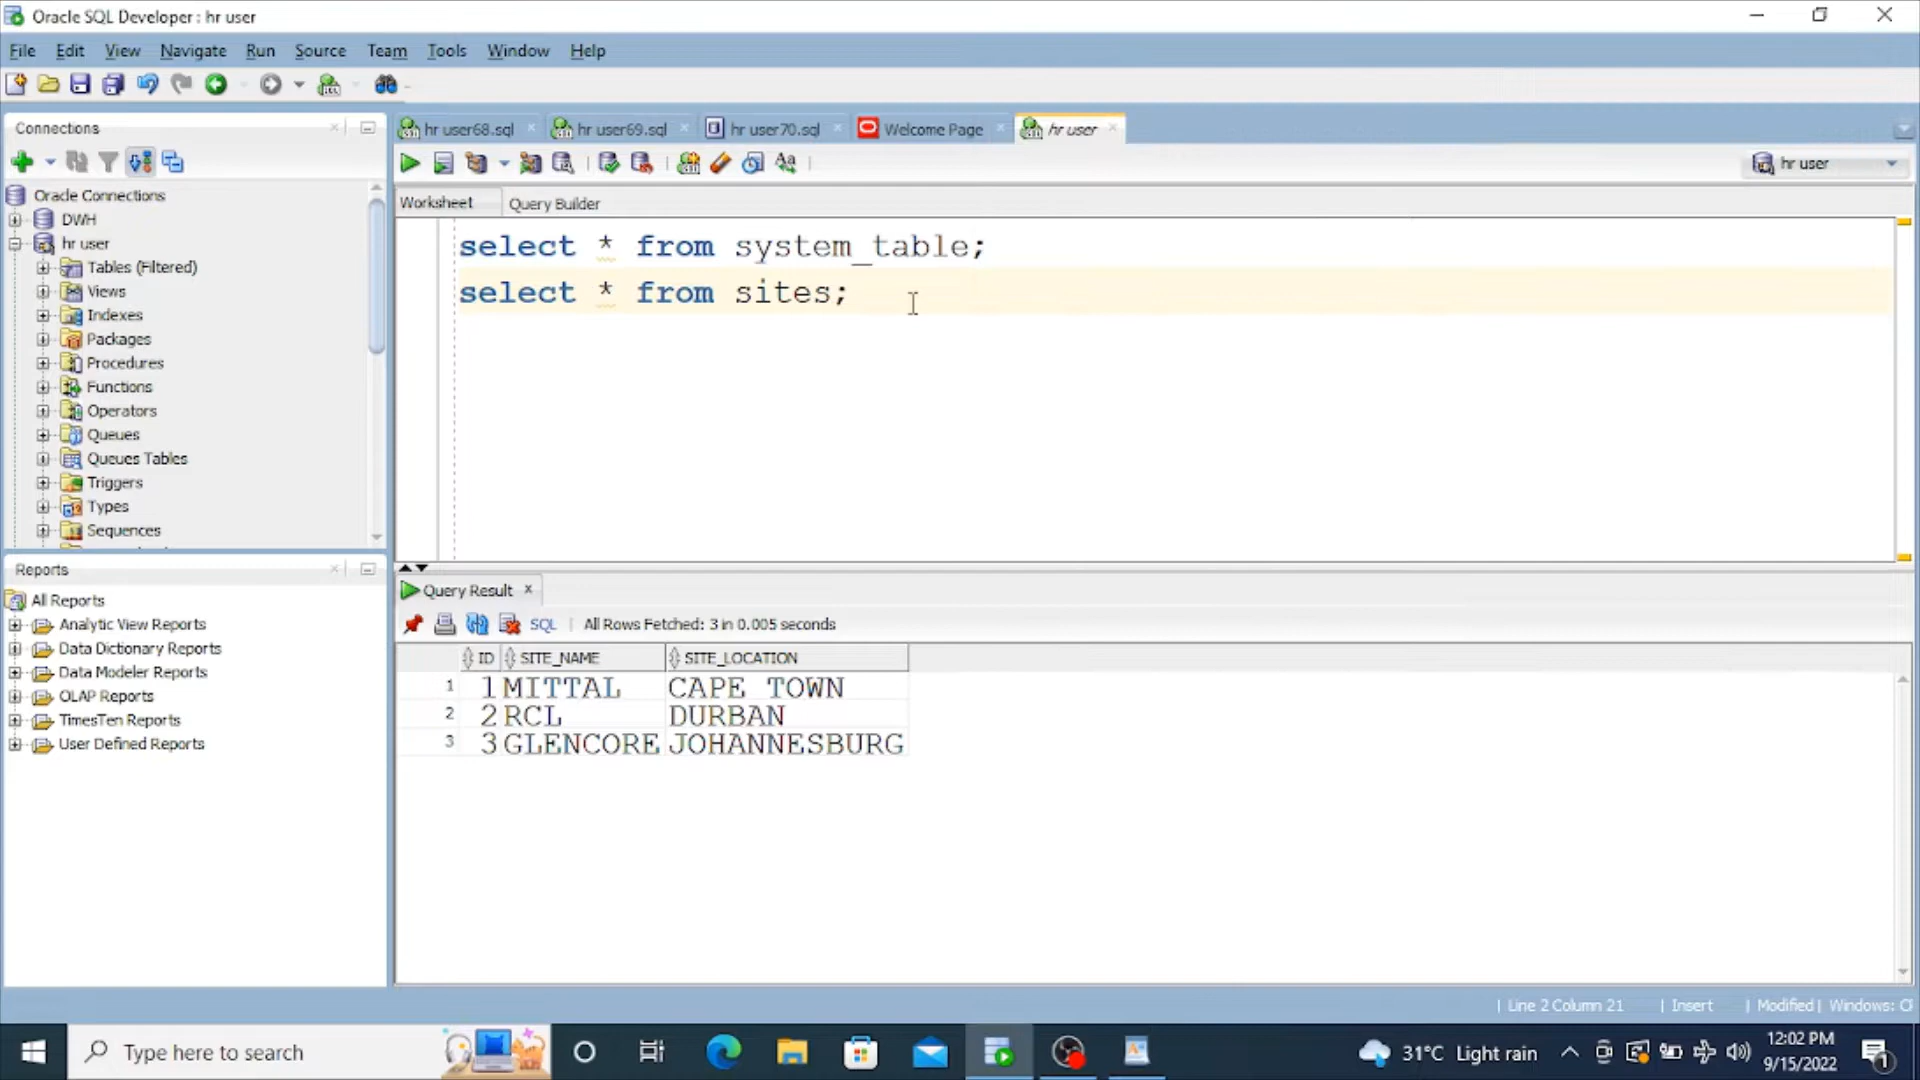 Oracle SQL Developer : hr user
File Edit View Navigate Run Source Team Tools Window Help
Connections
Oracle Connections
DWH
hr user
Tables (Filtered)
Views
Indexes
Packages
Procedures
Functions
Operators
Queues
Queues Tables
Triggers
Types
Sequences
Reports
All Reports
Analytic View Reports
Data Dictionary Reports
Data Modeler Reports
OLAP Reports
TimesTen Reports
User Defined Reports
hr user68.sql hr user69.sql hr user70.sql Welcome Page hr user
hr user
Worksheet Query Builder
select * from system_table;
select * from sites;
Query Result
SQL | All Rows Fetched: 3 in 0.005 seconds
ID SITE_NAME SITE_LOCATION
1 1 MITTAL CAPE TOWN
2 2 RCL DURBAN
3 3 GLENCORE JOHANNESBURG
| Line 2 Column 21 | Insert | Modified | Windows:
Type here to search
31°C Light rain
12:02 PM
9/15/2022
1